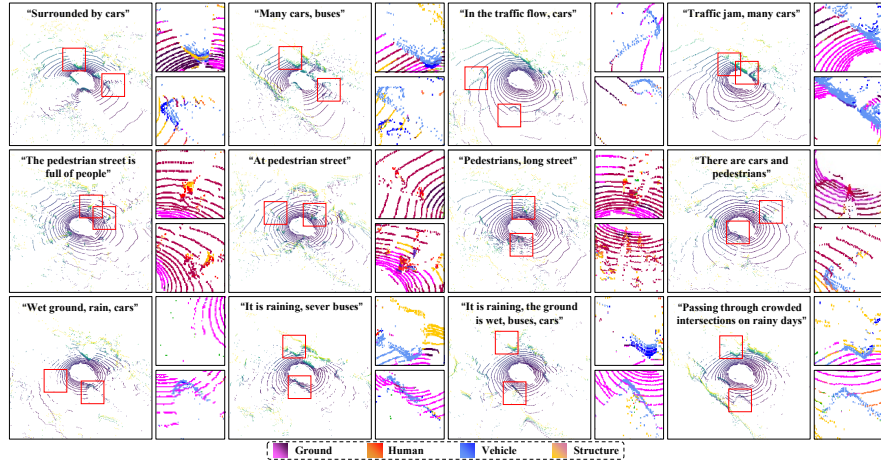 “Surrounded by cars”
“Many cars, buses”
“In the traffic flow, cars”
“Traffic jam, many cars”
“The pedestrian street is
full of people”
“At pedestrian street”
“Pedestrians, long street”
“There are cars and
pedestrians”
“Wet ground, rain, cars”
“It is raining, sever buses”
“It is raining, the ground
is wet, buses, cars”
“Passing through crowded
intersections on rainy days”
Ground
Human
Vehicle
Structure